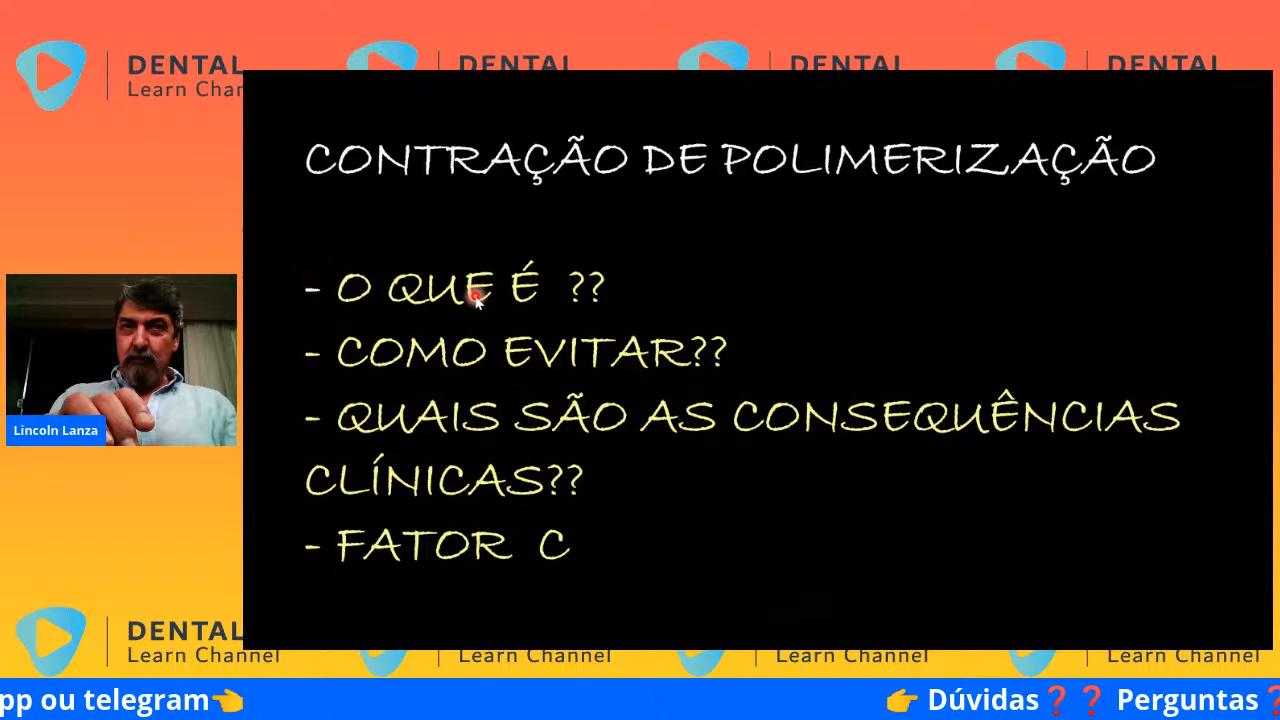 DENTAL DENTAL DENTAL DENTAL
Learn Chan
CONTRAÇÃO DE POLIMERIZAÇÃO
- O QUE É ??
- COMO EVITAR??
- QUAIS SÃO AS CONSEQUÊNCIAS
CLÍNICAS??
- FATOR C
Lincoln Lanza
DENTAL
Learn Channel Learn Channel Learn Channel Learn Channel
pp ou telegram👈 👉 Dúvidas❓❓ Perguntas❓